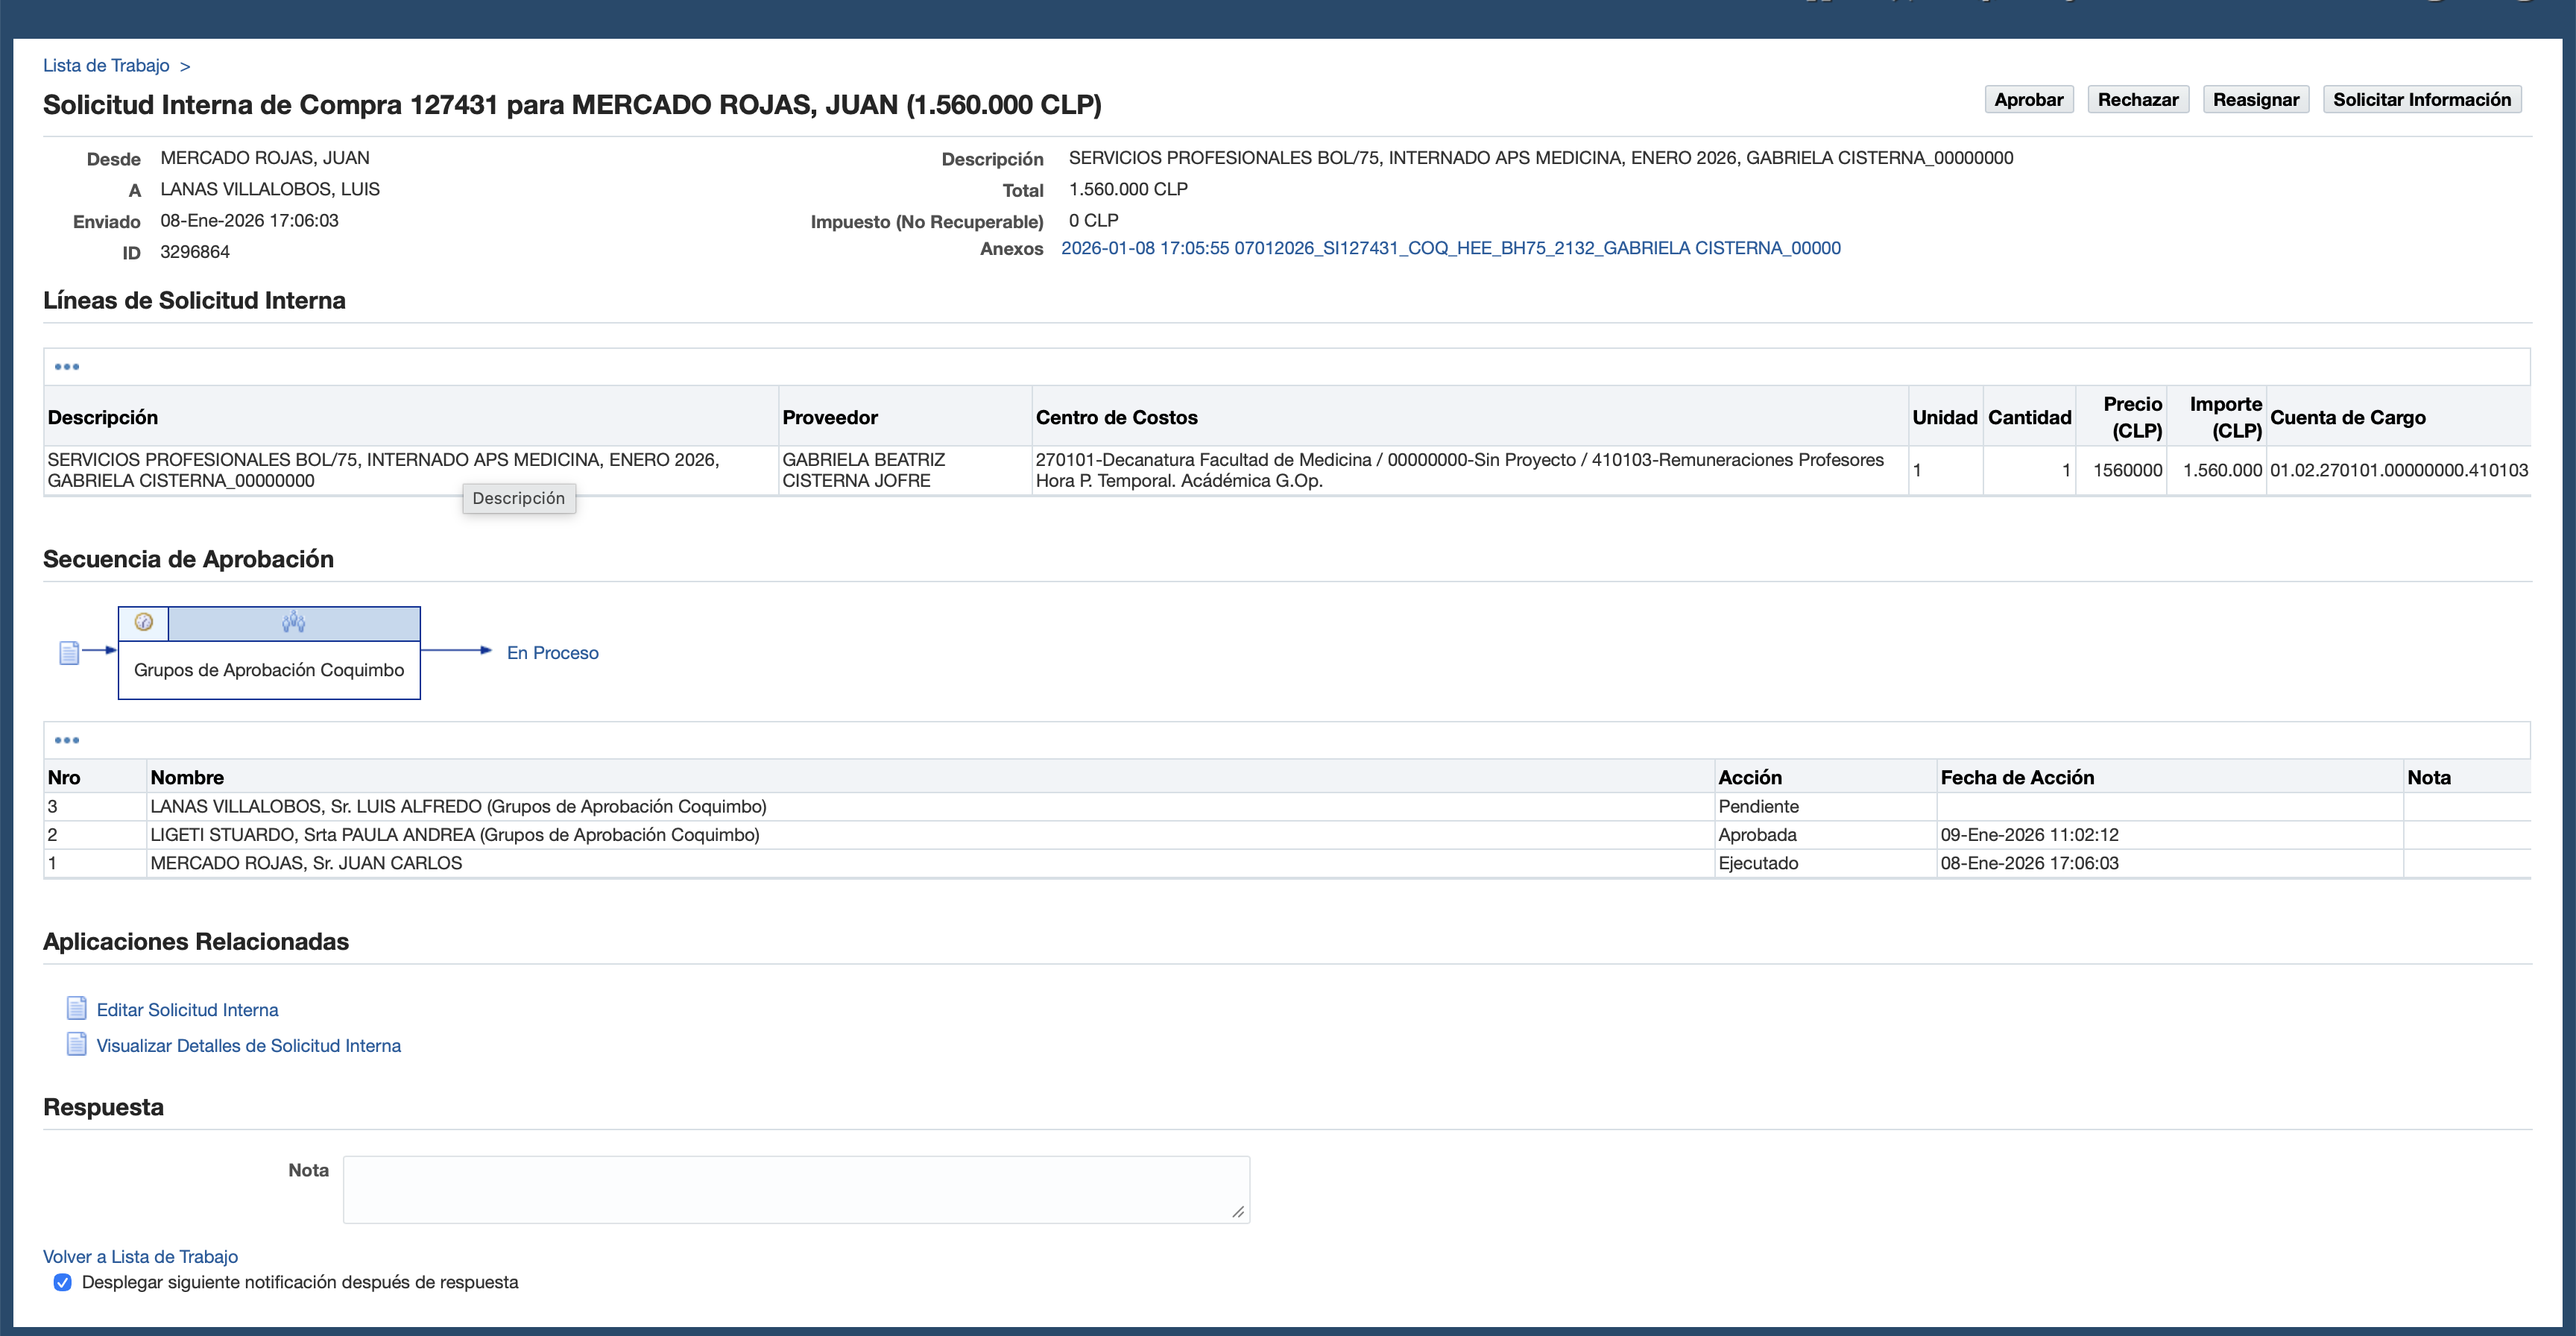 Lista de Trabajo >
Solicitud Interna de Compra 127431 para MERCADO ROJAS, JUAN (1.560.000 CLP)
Aprobar Rechazar Reasignar Solicitar Información
Desde MERCADO ROJAS, JUAN
A LANAS VILLALOBOS, LUIS
Enviado 08-Ene-2026 17:06:03
ID 3296864
Descripción SERVICIOS PROFESIONALES BOL/75, INTERNADO APS MEDICINA, ENERO 2026, GABRIELA CISTERNA_00000000
Total 1.560.000 CLP
Impuesto (No Recuperable) 0 CLP
Anexos 2026-01-08 17:05:55 07012026_SI127431_COQ_HEE_BH75_2132_GABRIELA CISTERNA_00000
Líneas de Solicitud Interna
Descripción Proveedor Centro de Costos Unidad Cantidad Precio (CLP) Importe (CLP) Cuenta de Cargo
SERVICIOS PROFESIONALES BOL/75, INTERNADO APS MEDICINA, ENERO 2026,
GABRIELA CISTERNA_00000000
GABRIELA BEATRIZ
CISTERNA JOFRE
270101-Decanatura Facultad de Medicina / 00000000-Sin Proyecto / 410103-Remuneraciones Profesores
Hora P. Temporal. Acádémica G.Op.
1 1 1560000 1.560.000 01.02.270101.00000000.410103
Descripción
Secuencia de Aprobación
Grupos de Aprobación Coquimbo
En Proceso
Nro Nombre Acción Fecha de Acción Nota
3 LANAS VILLALOBOS, Sr. LUIS ALFREDO (Grupos de Aprobación Coquimbo) Pendiente
2 LIGETI STUARDO, Srta PAULA ANDREA (Grupos de Aprobación Coquimbo) Aprobada 09-Ene-2026 11:02:12
1 MERCADO ROJAS, Sr. JUAN CARLOS Ejecutado 08-Ene-2026 17:06:03
Aplicaciones Relacionadas
Editar Solicitud Interna
Visualizar Detalles de Solicitud Interna
Respuesta
Nota
Volver a Lista de Trabajo
Desplegar siguiente notificación después de respuesta